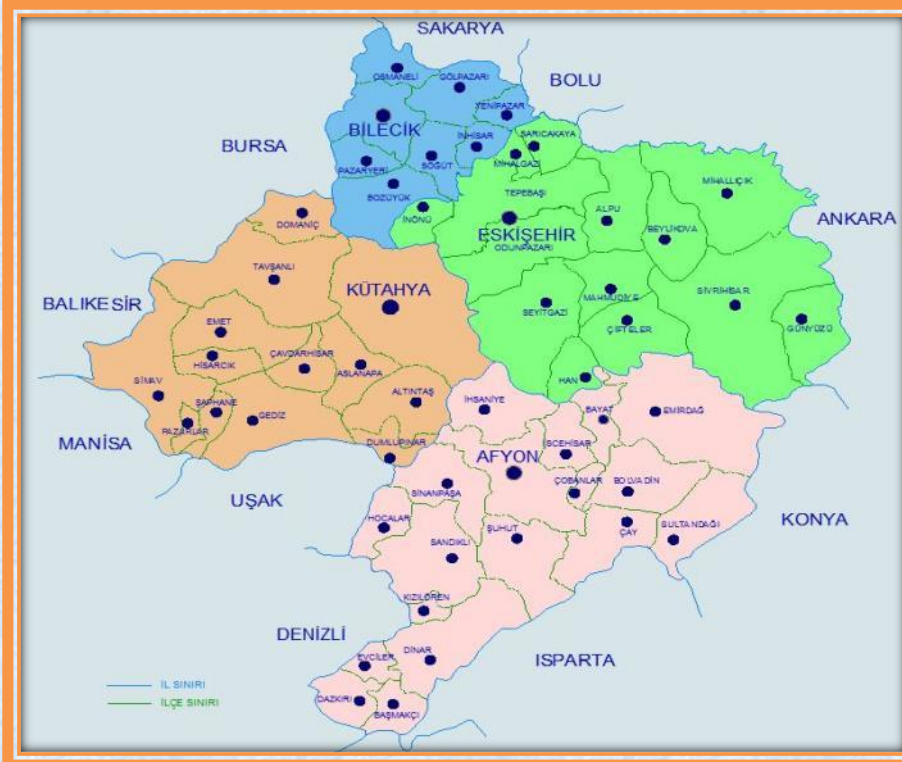 SAKARYA
BOLU
BURSA
ANKARA
BALIKESİR
MANİSA
UŞAK
KONYA
DENİZLİ
ISPARTA
OSMANELİ
GÖLPAZARI
YENİPAZAR
BİLECİK
İNHİSAR
PAZARYERİ
SÖĞÜT
BOZÜYÜK
SARICAKAYA
MİHALGAZİ
TEPEBAŞI
MİHALLIÇIK
ALPU
İNÖNÜ
ESKİŞEHİR
ODUNPAZARI
BEYLİKOVA
SEYİTGAZİ
MAHMUDİYE
SİVRİHİSAR
ÇİFTELER
GÜNYÜZÜ
HAN
DOMANİÇ
TAVŞANLI
KÜTAHYA
EMET
HİSARCIK
ÇAVDARHİSAR
ASLANAPA
SİMAV
ŞAPHANE
GEDİZ
ALTINTAŞ
PAZARLAR
DUMLUPINAR
İHSANİYE
BAYAT
EMİRDAĞ
AFYON
İSCEHİSAR
SİNANPAŞA
ÇOBANLAR
BOLVADİN
HOCALAR
ŞUHUT
ÇAY
SULTANDAĞI
SANDIKLI
KIZILÖREN
EVCİLER
DİNAR
DAZKIRI
BAŞMAKÇI
İL SINIRI
İLÇE SINIRI